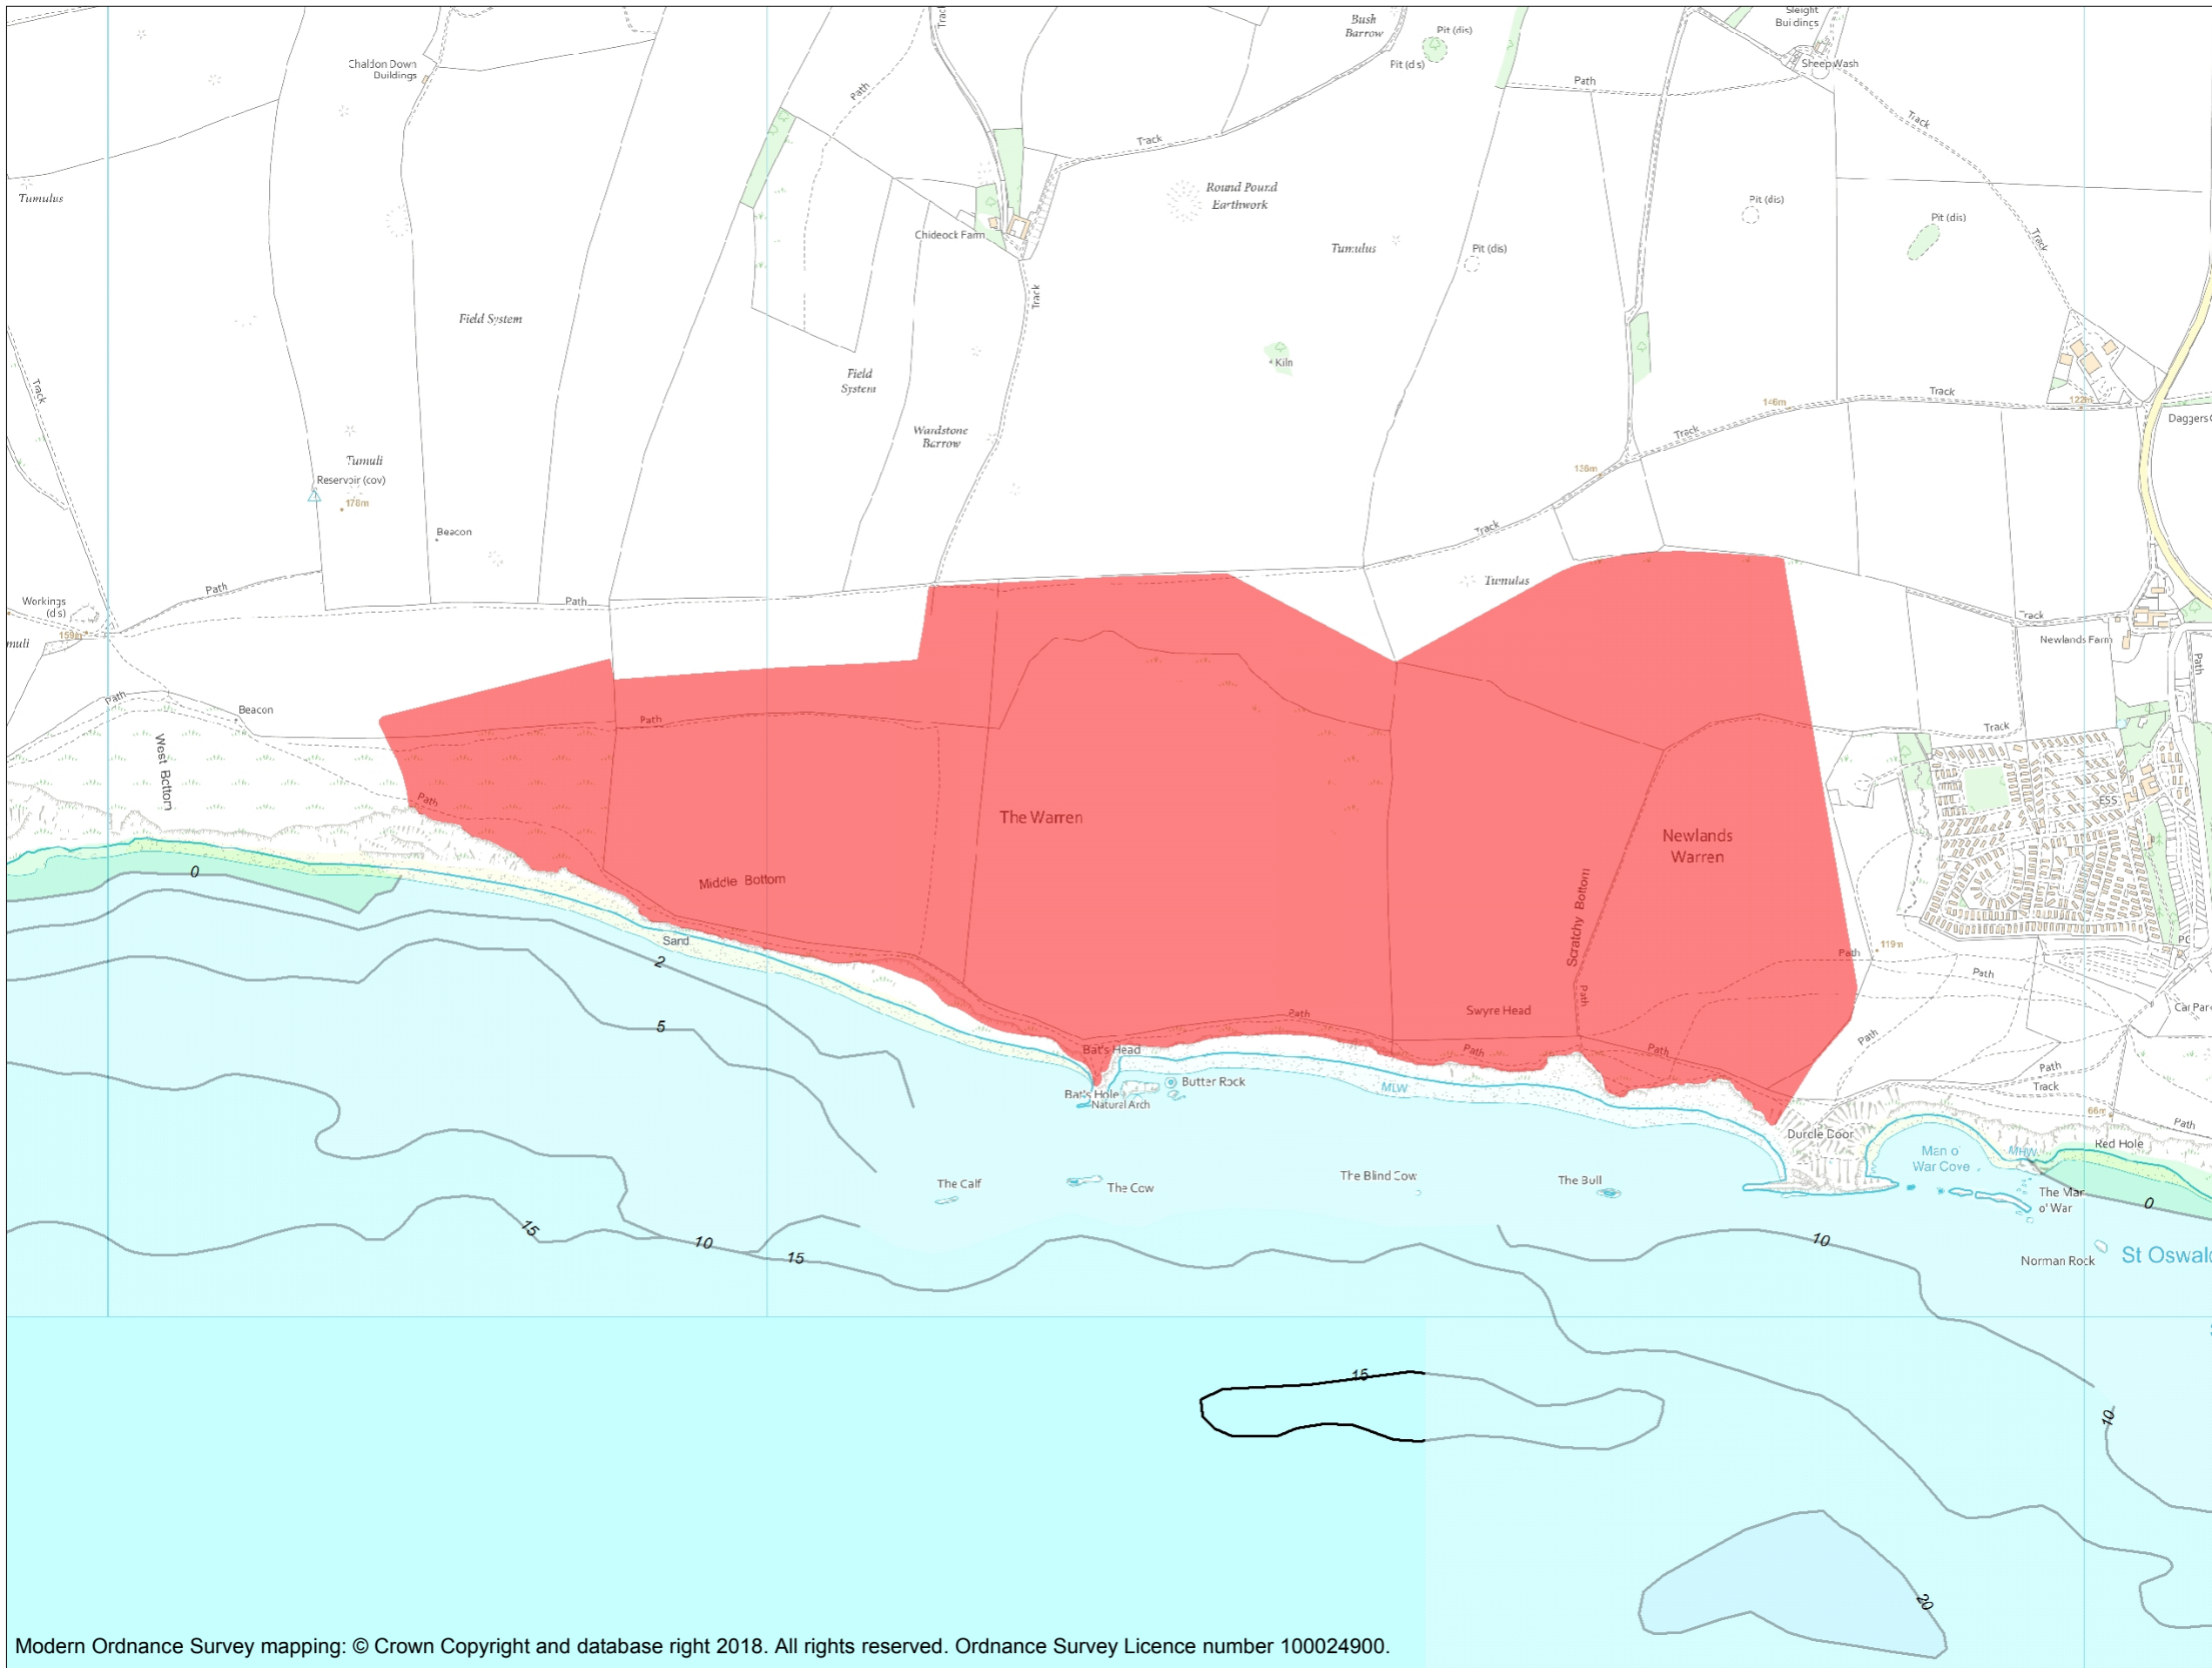 Bush
Barrow
Pit (dis)
Pit (dis)
Sleight
Buildings
Sheep Wash
Track
Chaldon Down
Buildings
Path
Path
Track
Track
Tumulus
Round Pound
Earthwork
Pit (dis)
Pit (dis)
Chideock Farm
Tumulus
Pit (dis)
Track
Track
Field System
Kiln
Field
System
Track
Track
146m
122m
Daggers
Wardstone
Barrow
Track
Tumuli
Reservoir (cov)
178m
136m
Beacon
Track
Path
Path
Tumulus
Workings
(dis)
159m
muli
Track
Newlands Farm
Path
Path
Beacon
Path
Track
West Bottom
Path
The Warren
Newlands
Warren
ESS
0
Middle Bottom
Scratchy Bottom
Sand
2
119m
Path
Path
PC
Path
Swyre Head
Car Par
5
Path
Path
Path
Path
Bat's Head
Butter Rock
MLW
Path
Track
Bat's Hole
Natural Arch
66m
Path
Durdle Door
Red Hole
Man o'
War Cove
MHW
The Calf
The Cow
The Blind Cow
The Bull
The Man
o' War
0
15
10
15
10
Norman Rock
St Oswald
15
10
20
Modern Ordnance Survey mapping: © Crown Copyright and database right 2018. All rights reserved. Ordnance Survey Licence number 100024900.